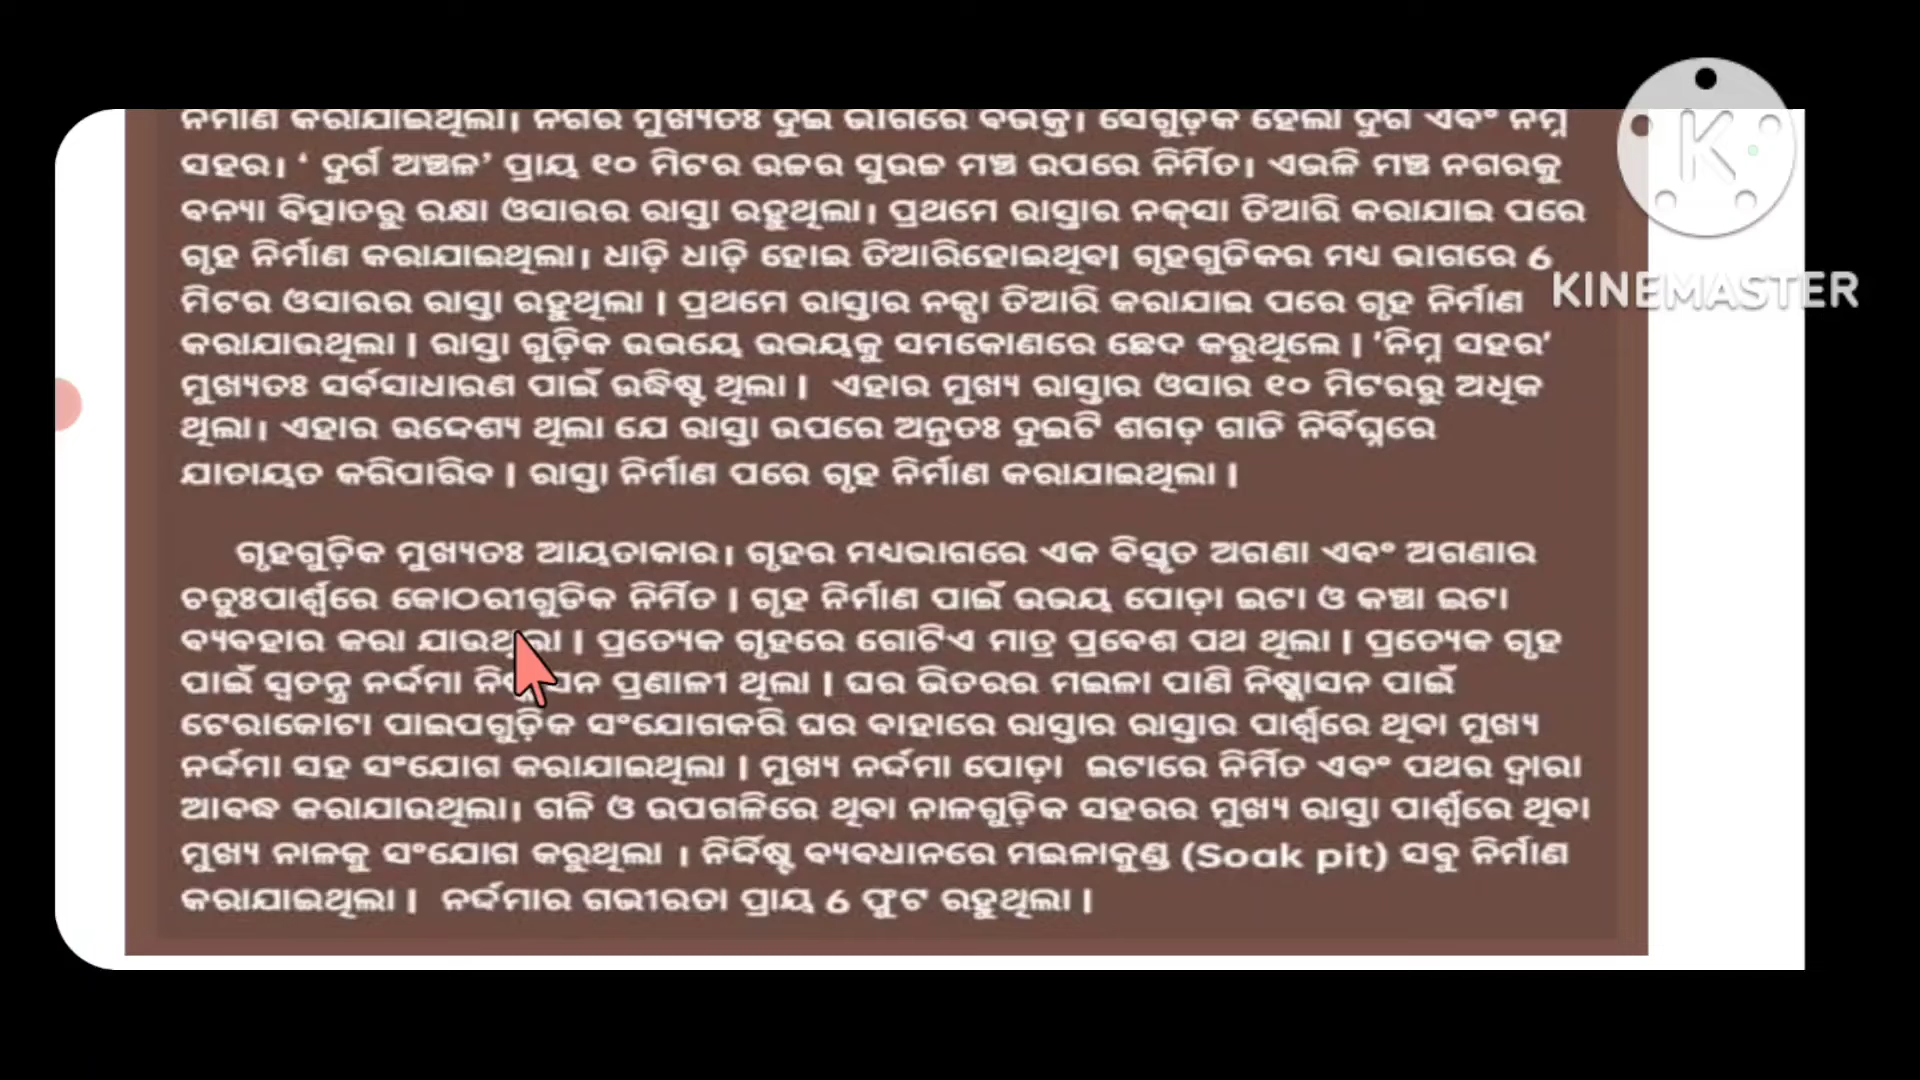 ନିର୍ମାଣ କରାଯାଇଥିଲା। ନଗର ମୁଖ୍ୟତଃ ଦୁଇ ଭାଗରେ ବିଭକ୍ତ। ସେଗୁଡ଼ିକ ହେଲା ଦୁର୍ଗ ଏବଂ ନିମ୍ନ
ସହର। ‘ ଦୁର୍ଗ ଅଞ୍ଚଳ’ ପ୍ରାୟ ୧୦ ମିଟର ଉଚ୍ଚର ସୁଉଚ୍ଚ ମଞ୍ଚ ଉପରେ ନିର୍ମିତ। ଏଭଳି ମଞ୍ଚ ନଗରକୁ
ବନ୍ୟା ବିତ୍ପାତରୁ ରକ୍ଷା ଓସାରର ରାସ୍ତା ରହୁଥିଲା। ପ୍ରଥମେ ରାସ୍ତାର ନକ୍‌ସା ତିଆରି କରାଯାଇ ପରେ
ଗୃହ ନିର୍ମାଣ କରାଯାଇଥିଲା। ଧାଡ଼ି ଧାଡ଼ି ହୋଇ ତିଆରିହୋଇଥିବା ଗୃହଗୁଡିକର ମଧ୍ୟ ଭାଗରେ 6
ମିଟର ଓସାରର ରାସ୍ତା ରହୁଥିଲା | ପ୍ରଥମେ ରାସ୍ତାର ନକ୍ସା ତିଆରି କରାଯାଇ ପରେ ଗୃହ ନିର୍ମାଣ
କରାଯାଉଥିଲା | ରାସ୍ତା ଗୁଡ଼ିକ ଉଭୟେ ଉଭୟକୁ ସମକୋଣରେ ଛେଦ କରୁଥିଲେ | ’ନିମ୍ନ ସହର’
ମୁଖ୍ୟତଃ ସର୍ବସାଧାରଣ ପାଇଁ ଉଦ୍ଧିଷ୍ଟ ଥିଲା | ଏହାର ମୁଖ୍ୟ ରାସ୍ତାର ଓସାର ୧୦ ମିଟରରୁ ଅଧିକ
ଥିଲା। ଏହାର ଉଦ୍ଦେଶ୍ୟ ଥିଲା ଯେ ରାସ୍ତା ଉପରେ ଅନ୍ତତଃ ଦୁଇଟି ଶଗଡ଼ ଗାଡି ନିର୍ବିଘ୍ନରେ
ଯାତାୟତ କରିପାରିବ | ରାସ୍ତା ନିର୍ମାଣ ପରେ ଗୃହ ନିର୍ମାଣ କରାଯାଇଥିଲା |
ଗୃହଗୁଡ଼ିକ ମୁଖ୍ୟତଃ ଆୟତାକାର। ଗୃହର ମଧ୍ୟଭାଗରେ ଏକ ବିସ୍ତୃତ ଅଗଣା ଏବଂ ଅଗଣାର
ଚତୁଃପାର୍ଶ୍ୱରେ କୋଠରୀଗୁଡିକ ନିର୍ମିତ | ଗୃହ ନିର୍ମାଣ ପାଇଁ ଉଭୟ ପୋଡ଼ା ଇଟା ଓ କଞ୍ଚା ଇଟା
ବ୍ୟବହାର କରା ଯାଉଥିଲା | ପ୍ରତ୍ୟେକ ଗୃହରେ ଗୋଟିଏ ମାତ୍ର ପ୍ରବେଶ ପଥ ଥିଲା | ପ୍ରତ୍ୟେକ ଗୃହ
ପାଇଁ ସ୍ୱତନ୍ତ୍ର ନର୍ଦ୍ଦମା ନିଷ୍କାସନ ପ୍ରଣାଳୀ ଥିଲା | ଘର ଭିତରର ମଇଳା ପାଣି ନିଷ୍କାସନ ପାଇଁ
ଟେରାକୋଟା ପାଇପଗୁଡ଼ିକ ସଂଯୋଗକରି ଘର ବାହାରେ ରାସ୍ତାର ରାସ୍ତାର ପାର୍ଶ୍ୱରେ ଥିବା ମୁଖ୍ୟ
ନର୍ଦ୍ଦମା ସହ ସଂଯୋଗ କରାଯାଇଥିଲା | ମୁଖ୍ୟ ନର୍ଦ୍ଦମା ପୋଡ଼ା ଇଟାରେ ନିର୍ମିତ ଏବଂ ପଥର ଦ୍ୱାରା
ଆବଦ୍ଧ କରାଯାଉଥିଲା। ଗଳି ଓ ଉପଗଳିରେ ଥିବା ନାଳଗୁଡ଼ିକ ସହରର ମୁଖ୍ୟ ରାସ୍ତା ପାର୍ଶ୍ୱରେ ଥିବା
ମୁଖ୍ୟ ନାଳକୁ ସଂଯୋଗ କରୁଥିଲା । ନିର୍ଦ୍ଦିଷ୍ଟ ବ୍ୟବଧାନରେ ମଇଳାକୁଣ୍ଡ (Soak pit) ସବୁ ନିର୍ମାଣ
କରାଯାଇଥିଲା | ନର୍ଦ୍ଦମାର ଗଭୀରତା ପ୍ରାୟ 6 ଫୁଟ ରହୁଥିଲା |
KINEMASTER